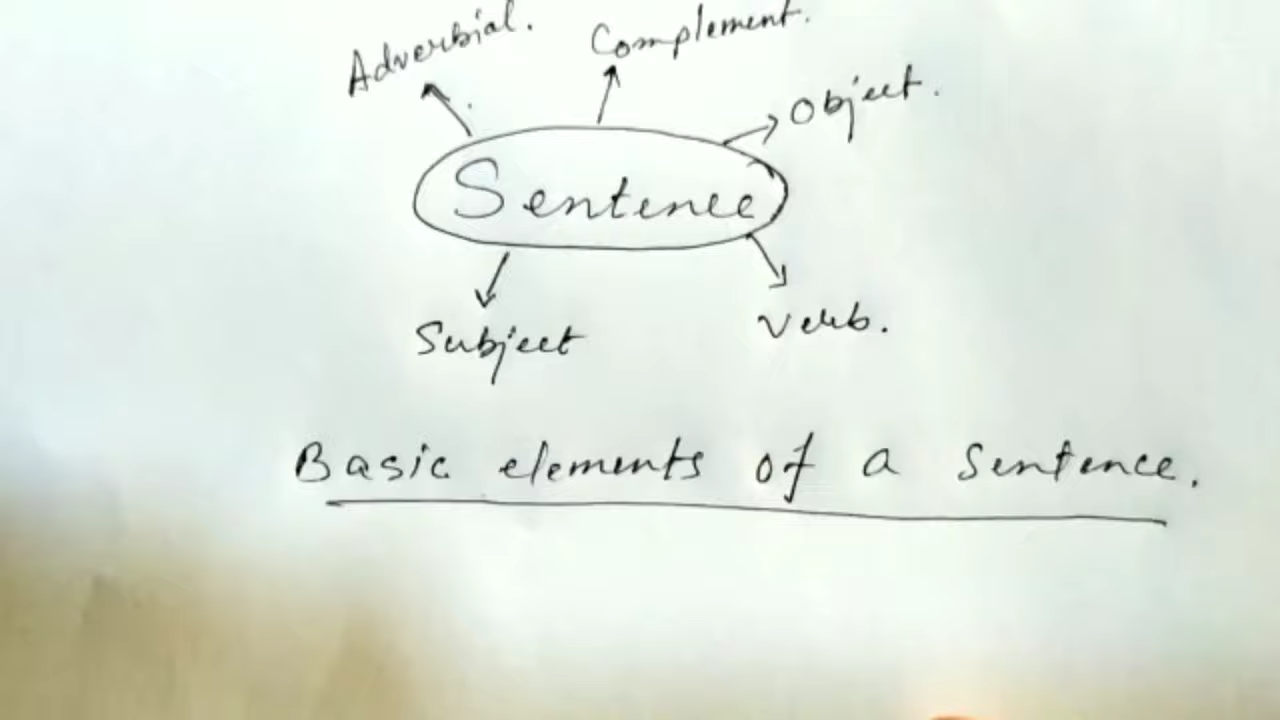 Adverbial.
Complement.
Object.
Sentence
Subject
Verb.
Basic elements of a Sentence.